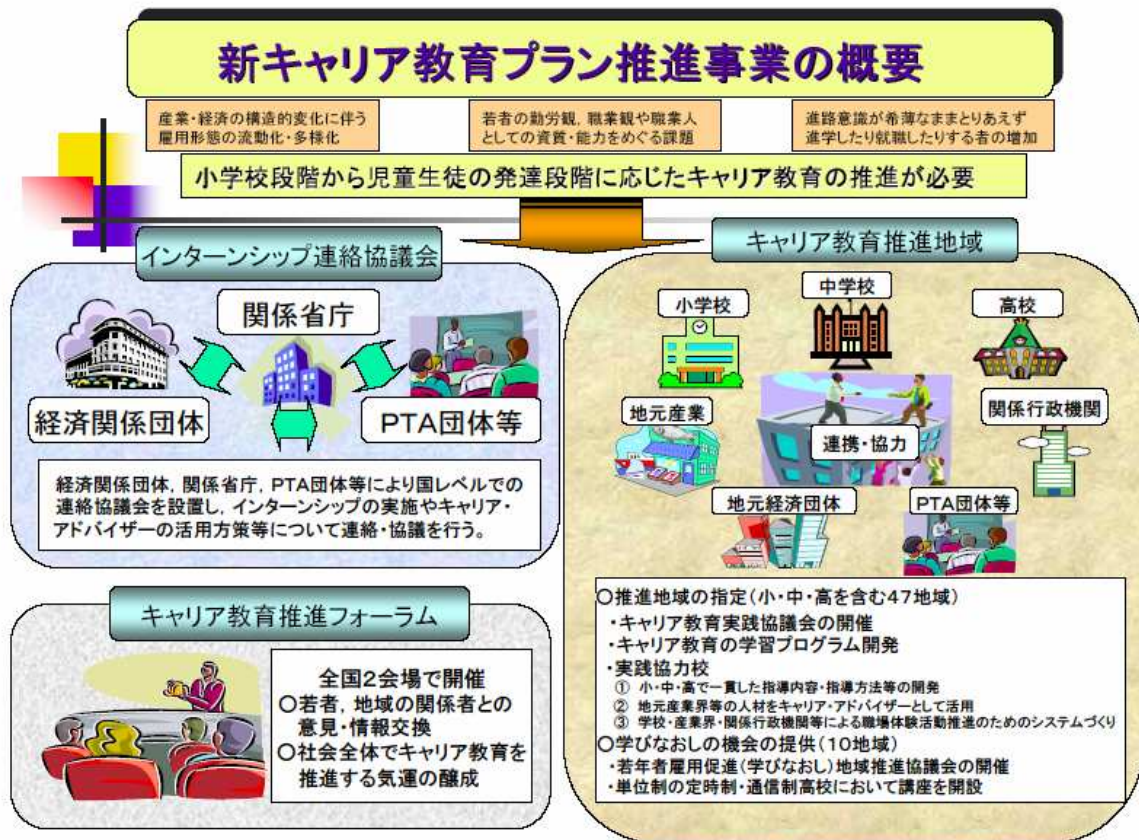 新キャリア教育プラン推進事業の概要
産業・経済の構造的変化に伴う
雇用形態の流動化・多様化
若者の勤労観，職業観や職業人
としての資質・能力をめぐる課題
進路意識が希薄なままとりあえず
進学したり就職したりする者の増加
小学校段階から児童生徒の発達段階に応じたキャリア教育の推進が必要
インターンシップ連絡協議会
関係省庁
経済関係団体
PTA団体等
経済関係団体，関係省庁，PTA団体等により国レベルでの
連絡協議会を設置し，インターンシップの実施やキャリア・
アドバイザーの活用方策等について連絡・協議を行う。
キャリア教育推進フォーラム
全国2会場で開催
○若者，地域の関係者との
意見・情報交換
○社会全体でキャリア教育を
推進する気運の醸成
キャリア教育推進地域
小学校
中学校
高校
地元産業
連携・協力
関係行政機関
地元経済団体
PTA団体等
○推進地域の指定（小・中・高を含む47地域）
・キャリア教育実践協議会の開催
・キャリア教育の学習プログラム開発
・実践協力校
① 小・中・高で一貫した指導内容・指導方法等の開発
② 地元産業界等の人材をキャリア・アドバイザーとして活用
③ 学校・産業界・関係行政機関等による職場体験活動推進のためのシステムづくり
○学びなおしの機会の提供（10地域）
・若年者雇用促進（学びなおし）地域推進協議会の開催
・単位制の定時制・通信制高校において講座を開設